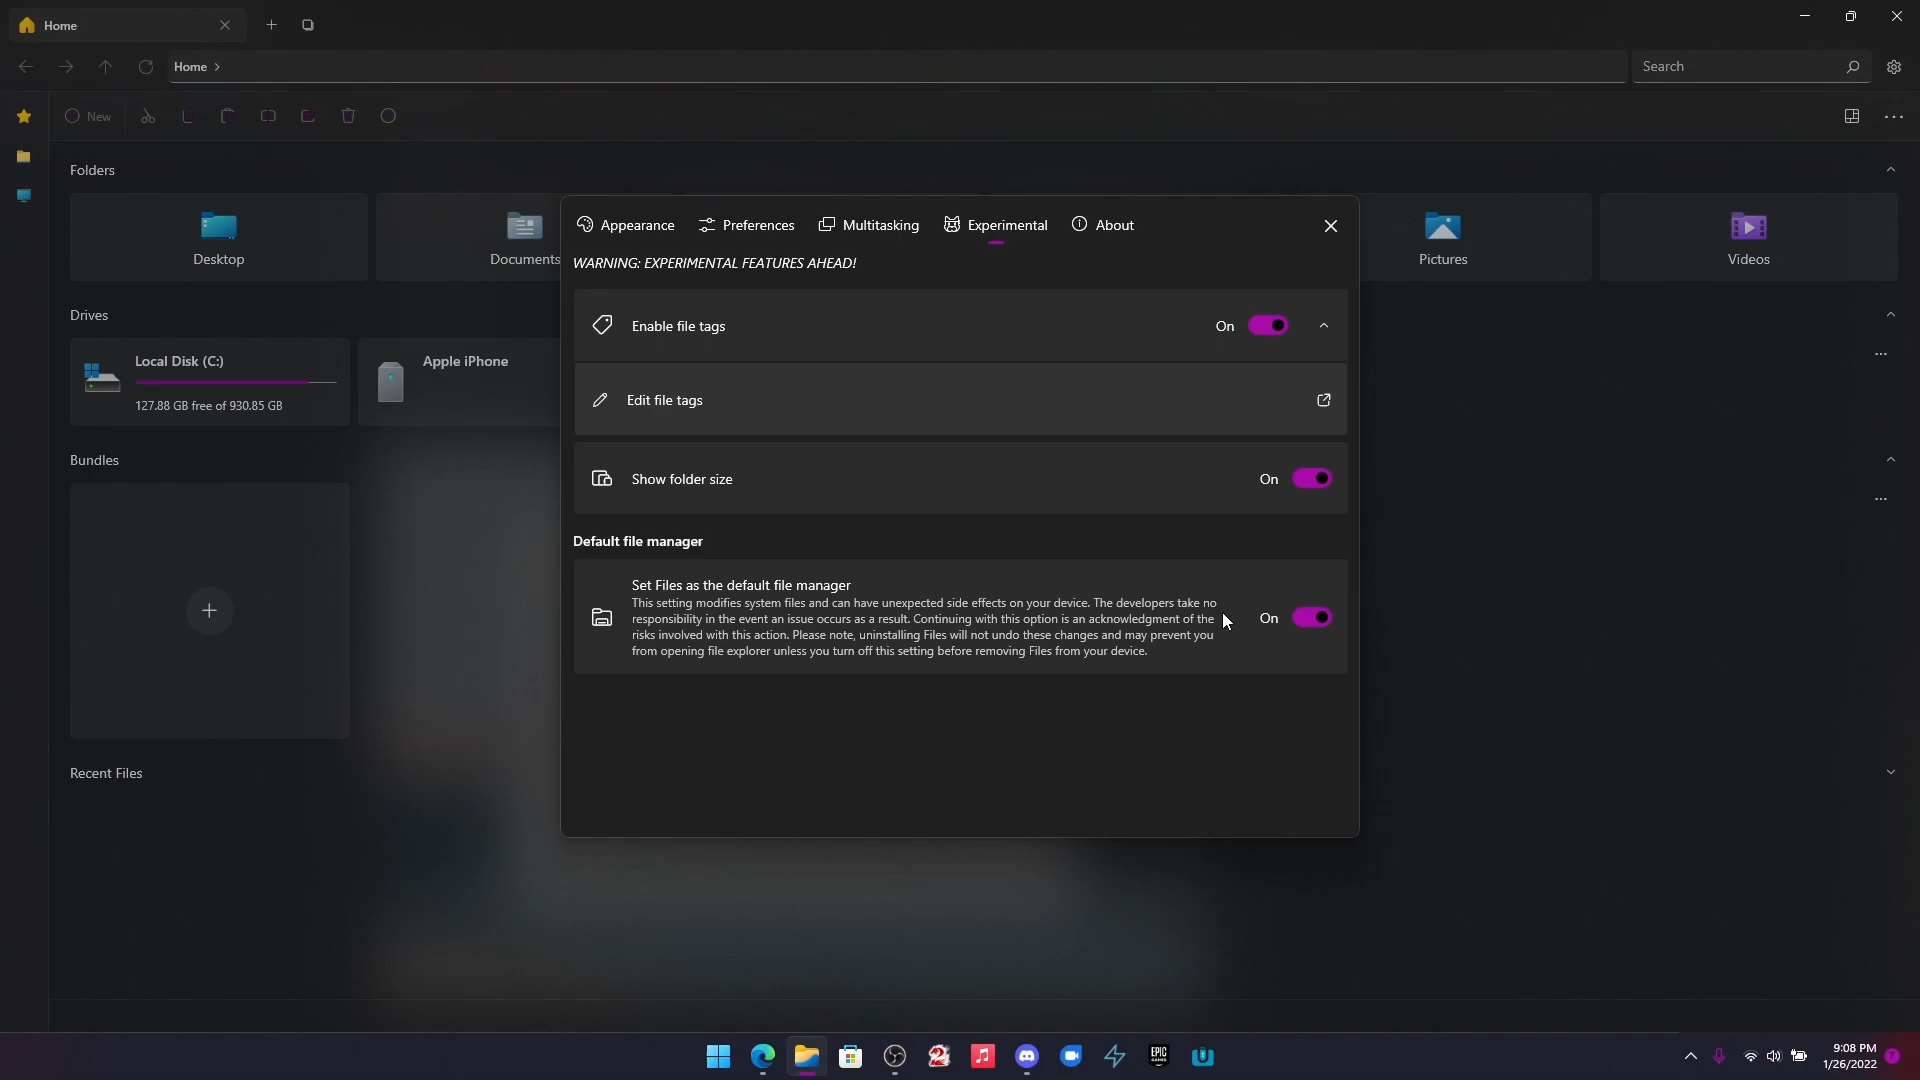 Home
Home
Search
New
Folders
Desktop
Documents
Pictures
Videos
Drives
Local Disk (C:)
127.88 GB free of 930.85 GB
Apple iPhone
Bundles
Recent Files
Appearance
Preferences
Multitasking
Experimental
About
WARNING: EXPERIMENTAL FEATURES AHEAD!
Enable file tags
On
Edit file tags
Show folder size
On
Default file manager
Set Files as the default file manager
This setting modifies system files and can have unexpected side effects on your device. The developers take no
responsibility in the event an issue occurs as a result. Continuing with this option is an acknowledgment of the
risks involved with this action. Please note, uninstalling Files will not undo these changes and may prevent you
from opening file explorer unless you turn off this setting before removing Files from your device.
On
EPIC
GAMES
9:08 PM
1/26/2022
7